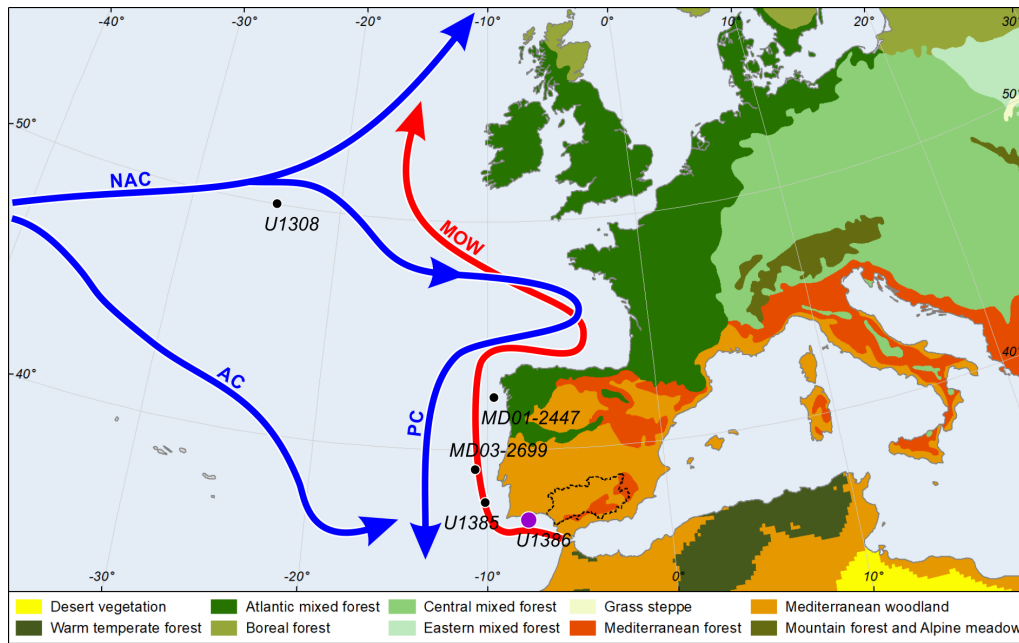 -40° -30° -20° -10° 0° 10° 20° 30°
50°
50°
NAC
U1308
MOW
40°
40°
AC
PC
MD01-2447
MD03-2699
U1385
U1386
-30° -20° -10° 0° 10°
Desert vegetation Atlantic mixed forest Central mixed forest Grass steppe Mediterranean woodland
Warm temperate forest Boreal forest Eastern mixed forest Mediterranean forest Mountain forest and Alpine meadow